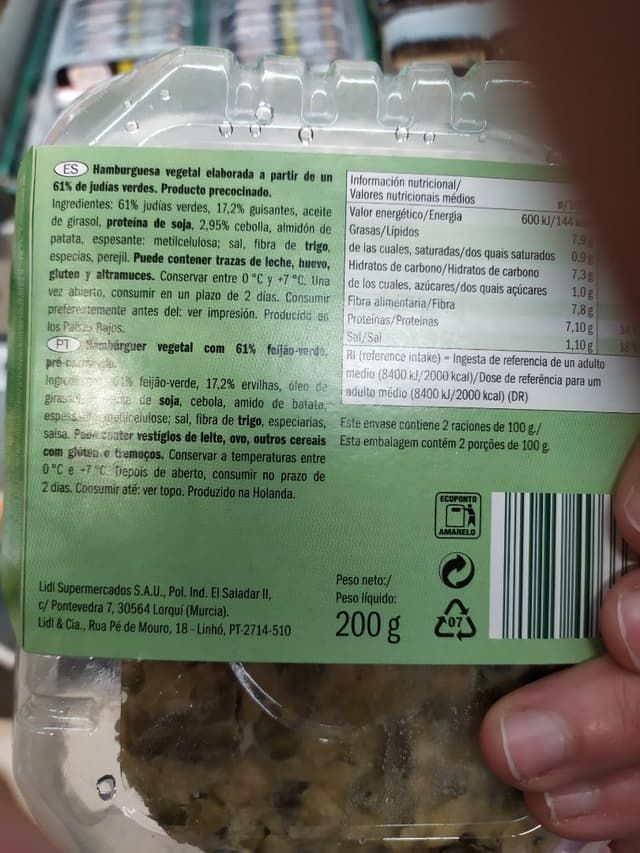 ES Hamburguesa vegetal elaborada a partir de un
61% de judías verdes. Producto precocinado.
Ingredientes: 61% judías verdes, 17,2% guisantes, aceite
de girasol, proteína de soja, 2,95% cebolla, almidón de
patata, espesante: metilcelulosa; sal, fibra de trigo,
especias, perejil. Puede contener trazas de leche, huevo,
gluten y altramuces. Conservar entre 0 °C y +7 °C. Una
vez abierto, consumir en un plazo de 2 días. Consumir
preferentemente antes del: ver impresión. Producido en
los Países Bajos.
PT Hambúrguer vegetal com 61% feijão-verde,
61% feijão-verde, 17,2% ervilhas, óleo de
de soja, cebola, amido de batata,
sal, fibra de trigo, especiarias,
salsa. Pode conter vestígios de leite, ovo, outros cereais
com glúten e tremoços. Conservar a temperaturas entre
0 °C e +7 °C. Depois de aberto, consumir no prazo de
2 dias. Consumir até: ver topo. Produzido na Holanda.
Lidl Supermercados S.A.U., Pol. Ind. El Saladar II,
c/ Pontevedra 7, 30564 Lorquí (Murcia).
Lidl & Cia., Rua Pé de Mouro, 18 - Linhó, PT-2714-510
Información nutricional/
Valores nutricionais médios
Valor energético/Energia 600 kJ/144
Grasas/Lípidos 7,9 g
de las cuales, saturadas/dos quais saturados 0,9 g
Hidratos de carbono/Hidratos de carbono 7,3 g
de los cuales, azúcares/dos quais açúcares 1,0 g
Fibra alimentaria/Fibra 7,8 g
Proteínas/Proteínas 7,10 g
Sal/Sal 1,10 g
RI (reference intake) = Ingesta de referencia de un adulto
medio (8400 kJ/2000 kcal)/Dose de referência para um
adulto médio (8400 kJ/2000 kcal) (DR)
Este envase contiene 2 raciones de 100 g./
Esta embalagem contém 2 porções de 100 g.
ECOPONTO
AMARELO
Peso neto:/
Peso líquido:
200 g
07